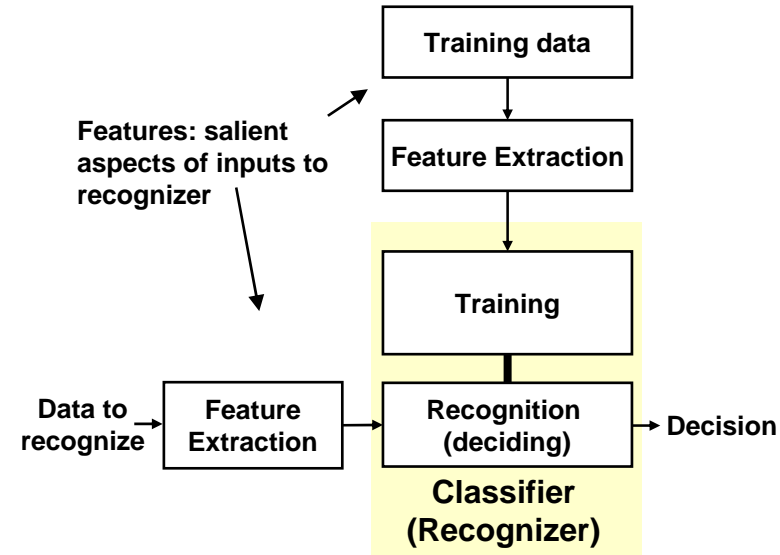 Training data
Features: salient
aspects of inputs to
recognizer
Feature Extraction
Training
Data to
recognize
Feature
Extraction
Recognition
(deciding)
Decision
Classifier
(Recognizer)